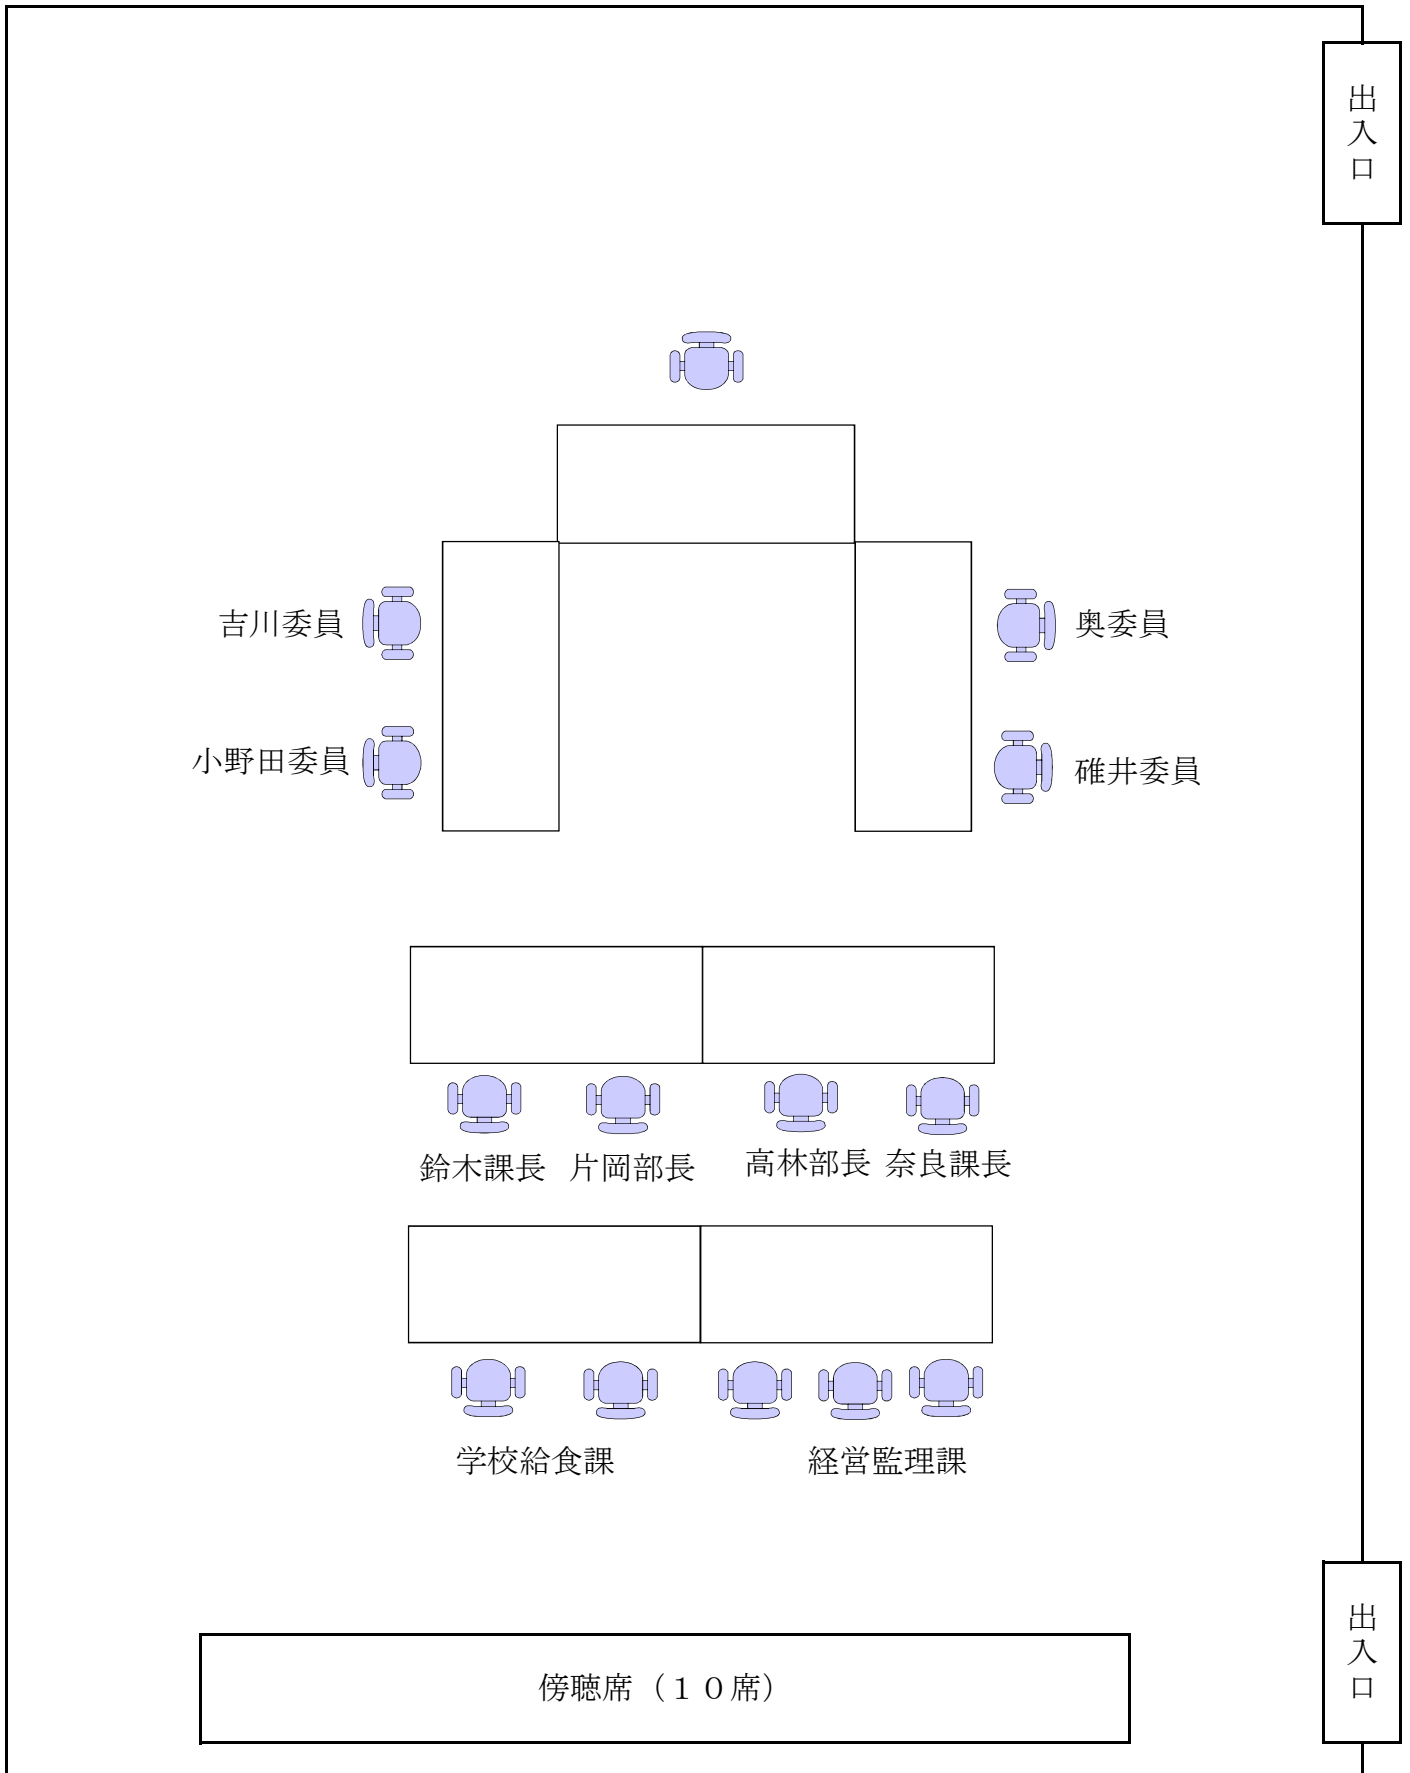 出入口
吉川委員
奥委員
小野田委員
碓井委員
鈴木課長
片岡部長
高林部長
奈良課長
学校給食課
経営監理課
出入口
傍聴席（１０席）